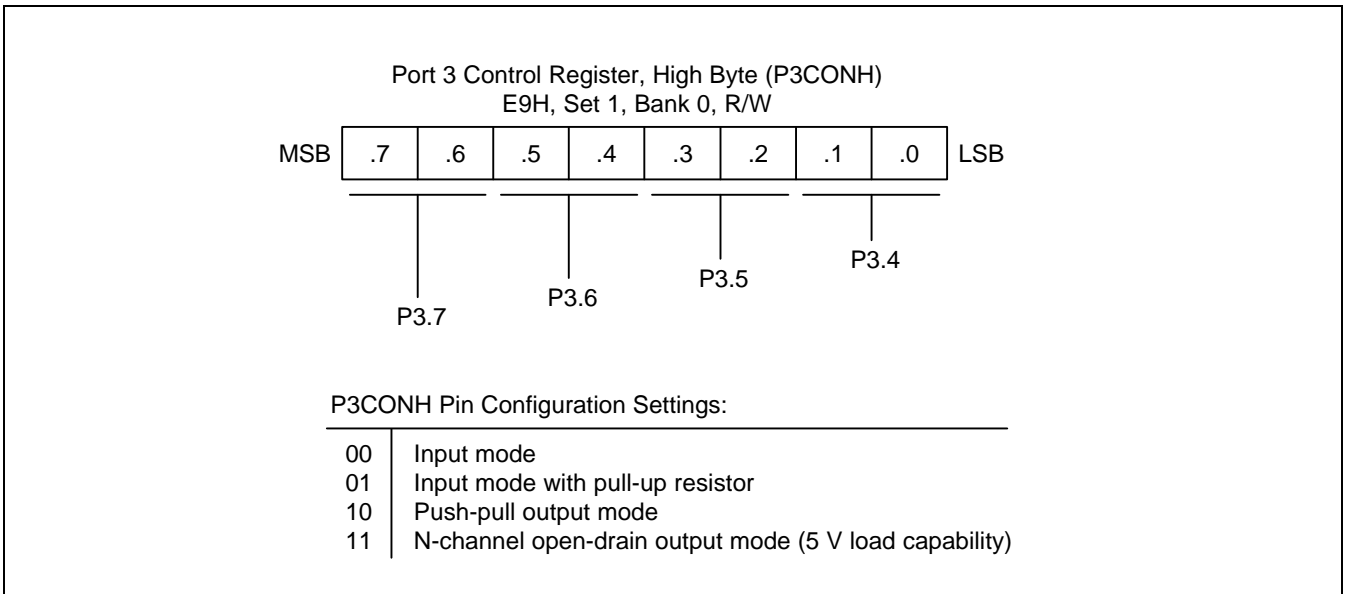 Port 3 Control Register, High Byte (P3CONH)
E9H, Set 1, Bank 0, R/W
MSB .7 .6 .5 .4 .3 .2 .1 .0 LSB
P3.4
P3.5
P3.6
P3.7
P3CONH Pin Configuration Settings:
00 Input mode
01 Input mode with pull-up resistor
10 Push-pull output mode
11 N-channel open-drain output mode (5 V load capability)